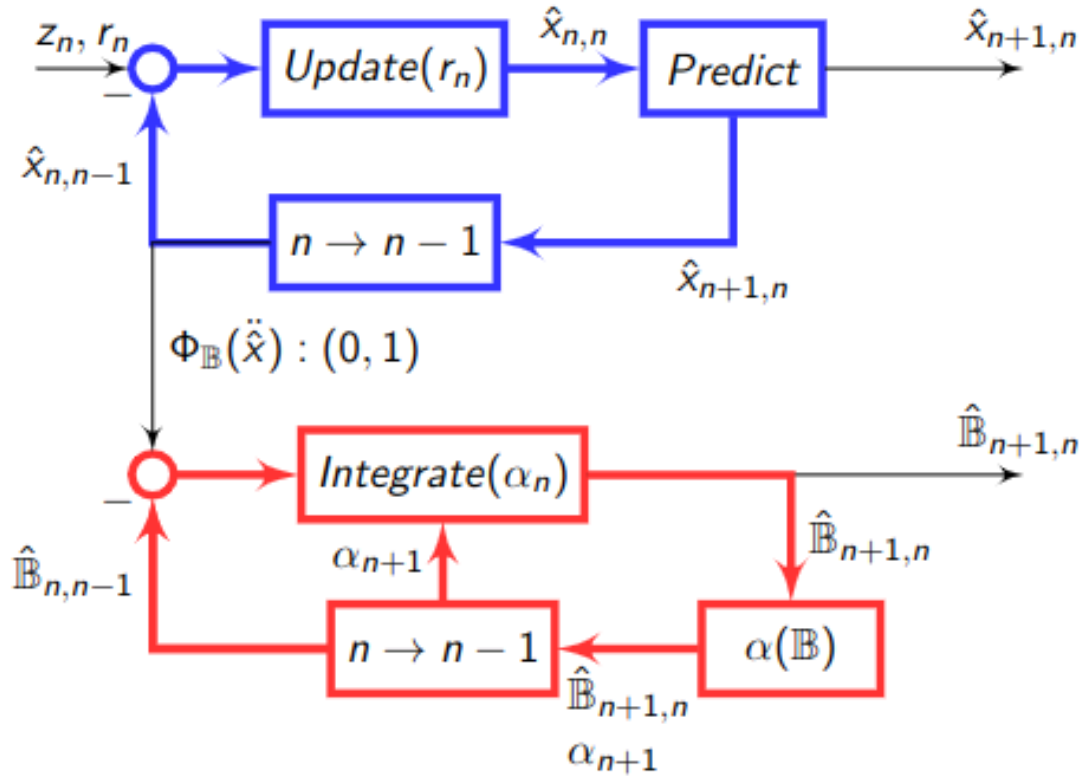 z_n, r_n
−
Update(r_n)
x̂_{n,n}
Predict
x̂_{n+1,n}
x̂_{n,n−1}
n → n − 1
x̂_{n+1,n}
Φ_𝔹(x̂̈) : (0, 1)
−
Integrate(α_n)
𝔹̂_{n+1,n}
𝔹̂_{n,n−1}
α_{n+1}
𝔹̂_{n+1,n}
n → n − 1
α(𝔹)
𝔹̂_{n+1,n}
α_{n+1}